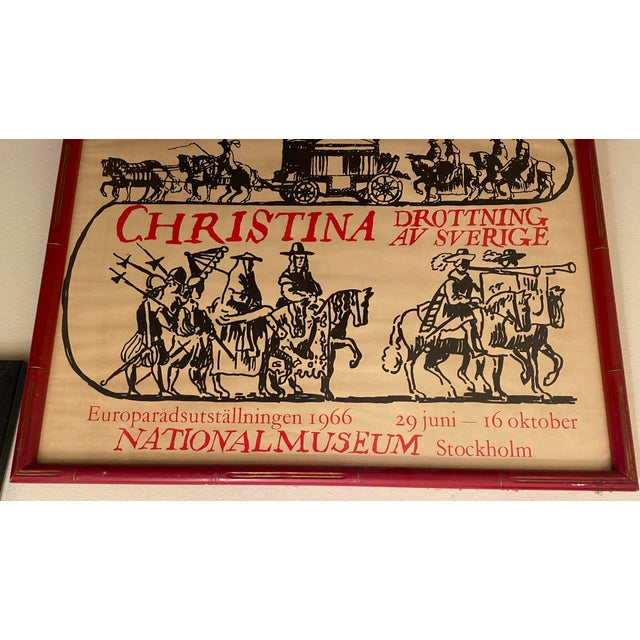 CHRISTINA DROTTNING
AV SVERIGE
Europarådsutställningen 1966 29 juni – 16 oktober
NATIONALMUSEUM Stockholm